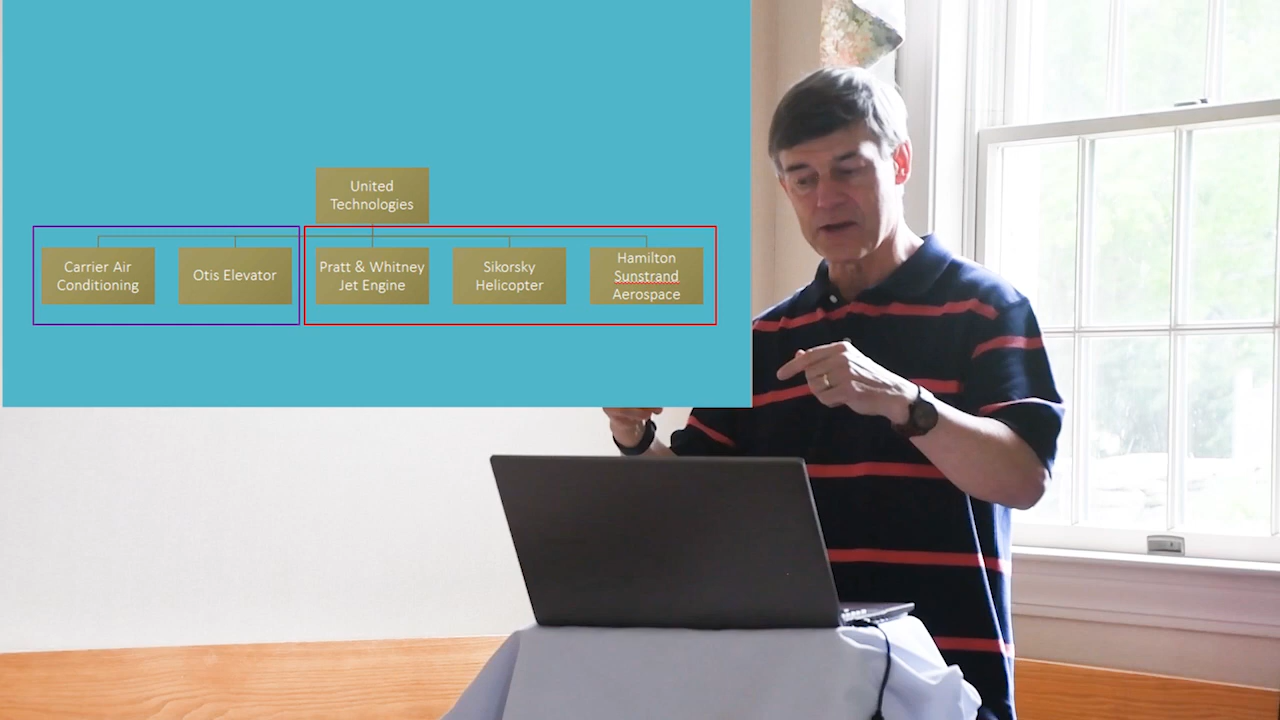 United
Technologies
Carrier Air
Conditioning
Otis Elevator
Pratt & Whitney
Jet Engine
Sikorsky
Helicopter
Hamilton
Sunstrand
Aerospace